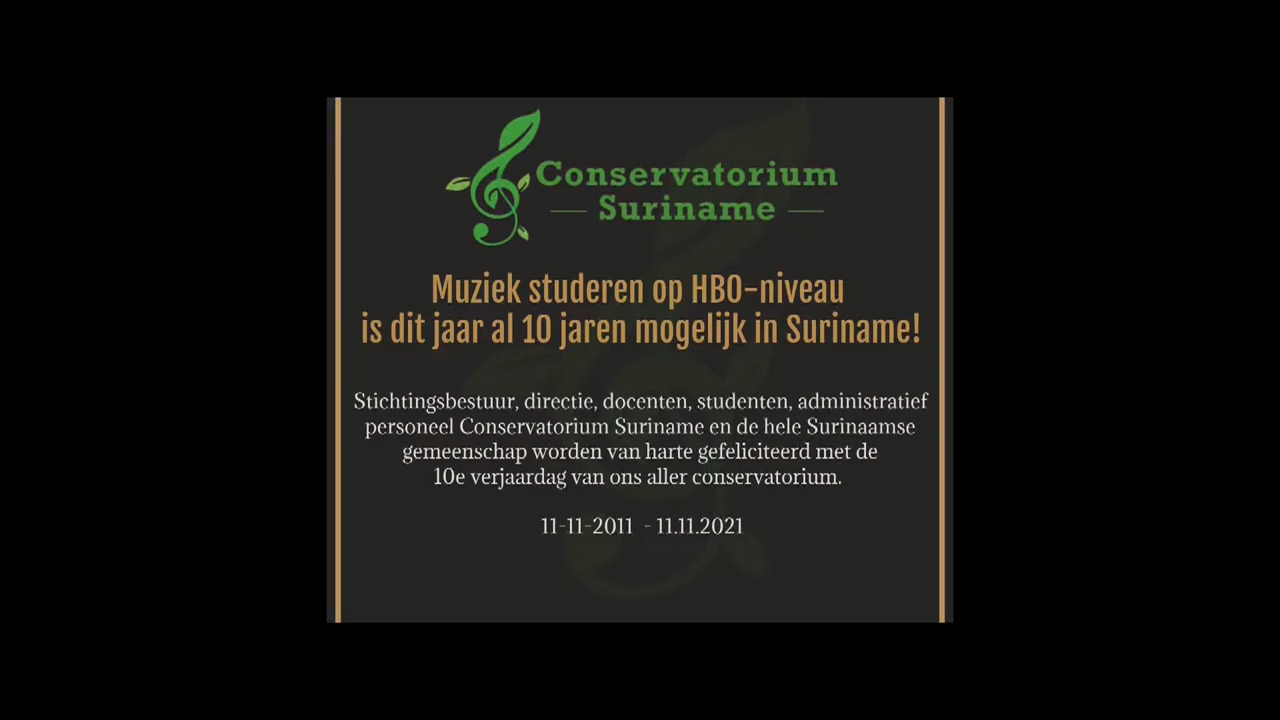 Conservatorium
Suriname
Muziek studeren op HBO-niveau
is dit jaar al 10 jaren mogelijk in Suriname!
Stichtingsbestuur, directie, docenten, studenten, administratief
personeel Conservatorium Suriname en de hele Surinaamse
gemeenschap worden van harte gefeliciteerd met de
10e verjaardag van ons aller conservatorium.
11-11-2011 - 11.11.2021